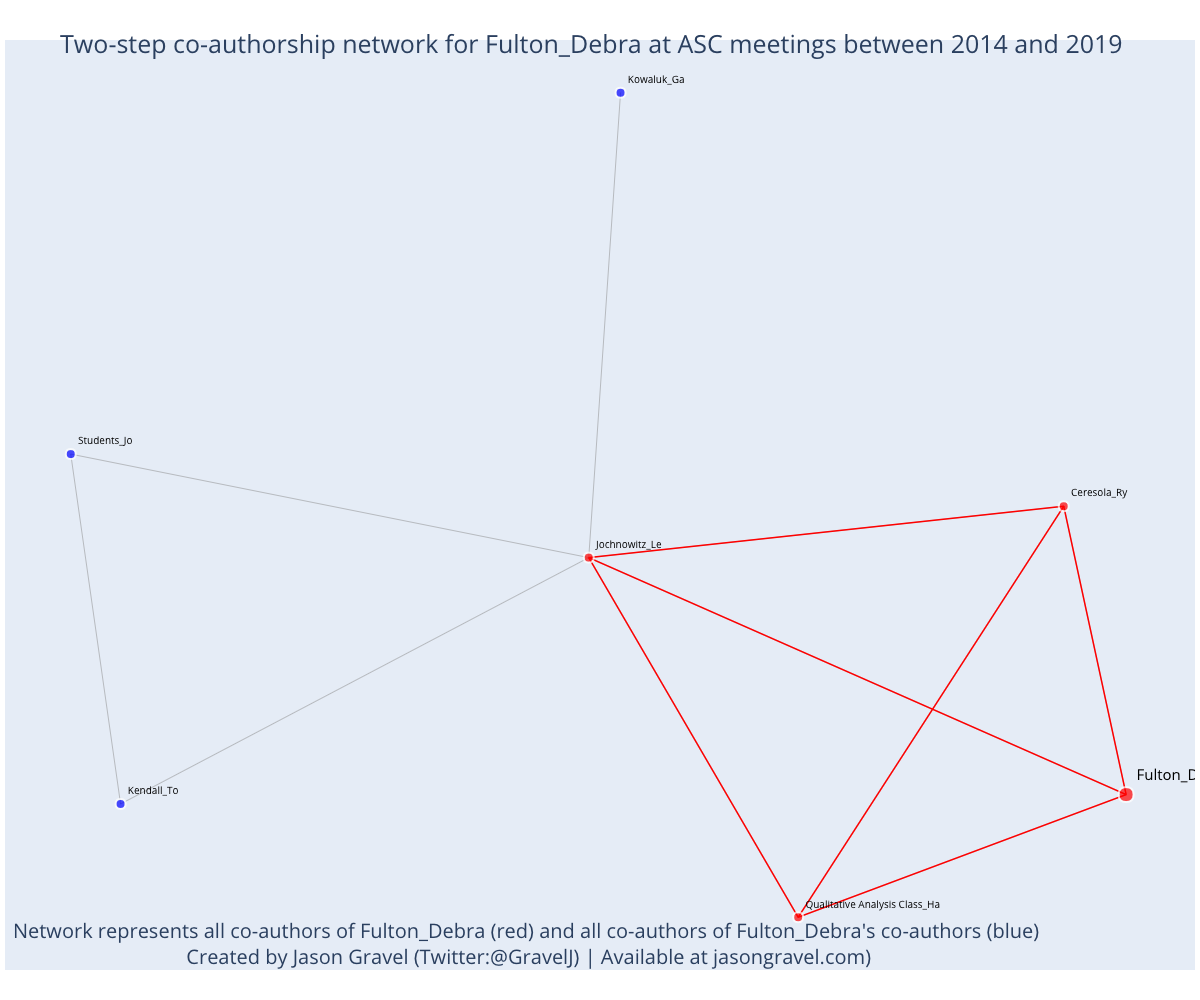 Two-step co-authorship network for Fulton_Debra at ASC meetings between 2014 and 2019
Kowaluk_Ga
Students_Jo
Ceresola_Ry
Jochnowitz_Le
Fulton_D
Kendall_To
Qualitative Analysis Class_Ha
Network represents all co-authors of Fulton_Debra (red) and all co-authors of Fulton_Debra's co-authors (blue)
Created by Jason Gravel (Twitter:@GravelJ) | Available at jasongravel.com)